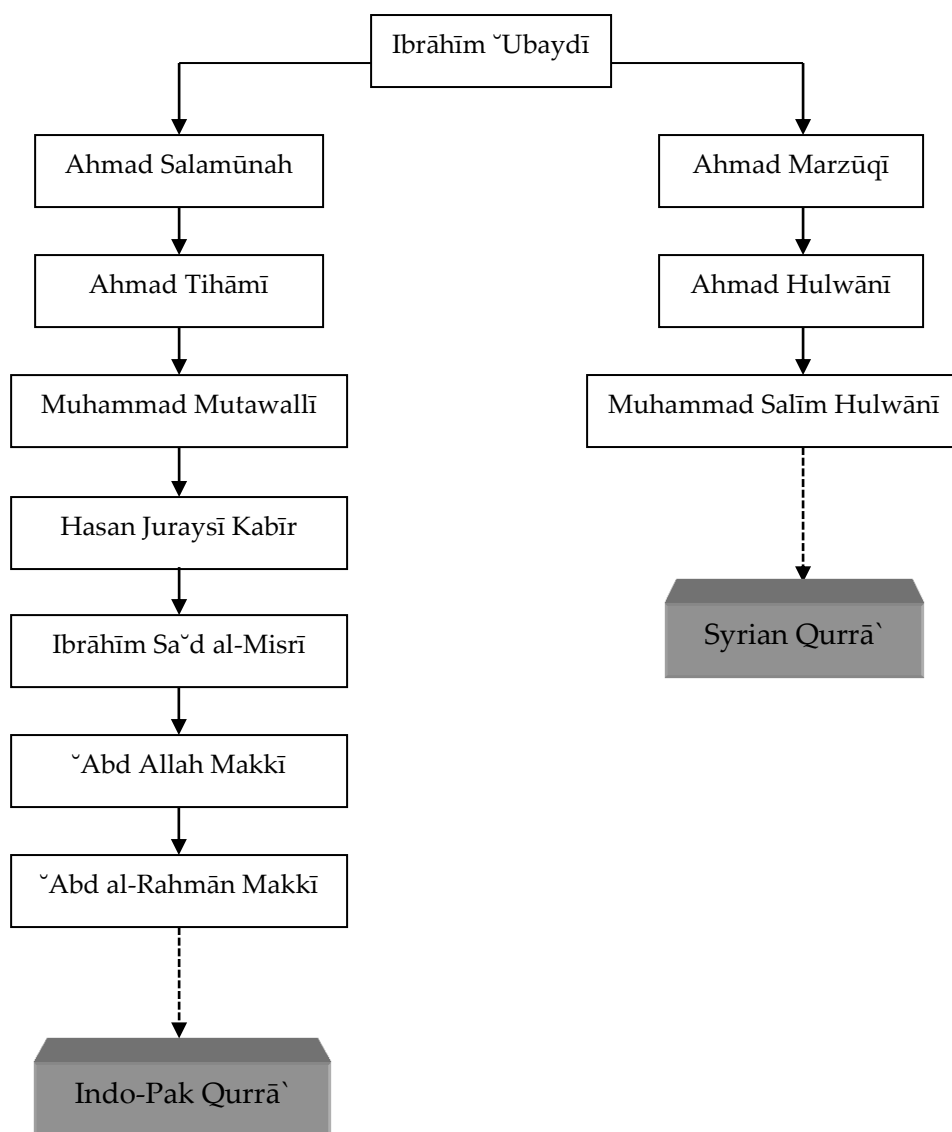 Ibrāhīm ˘Ubaydī
Ahmad Salamūnah
Ahmad Marzūqī
Ahmad Tihāmī
Ahmad Hulwānī
Muhammad Mutawallī
Muhammad Salīm Hulwānī
Hasan Juraysī Kabīr
Ibrāhīm Sa˘d al-Misrī
Syrian Qurrā`
˘Abd Allah Makkī
˘Abd al-Rahmān Makkī
Indo-Pak Qurrā`